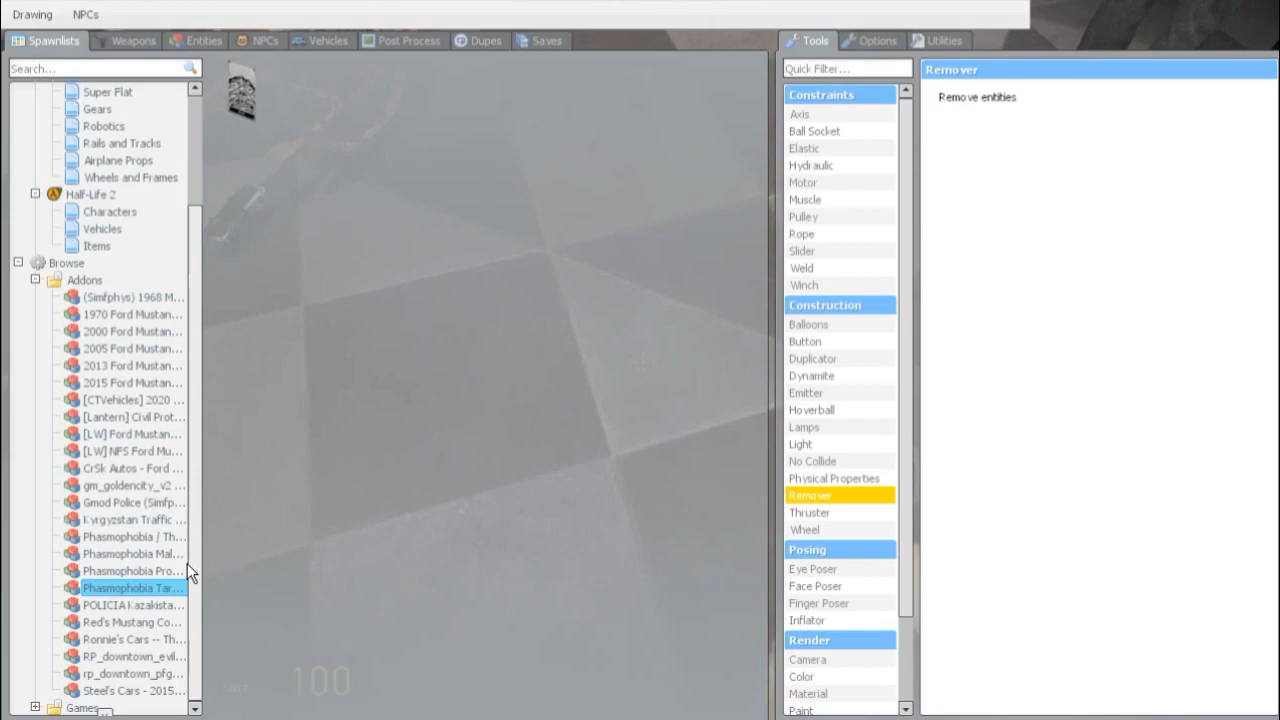 Drawing NPCs
Spawnlists Weapons Entities NPCs Vehicles Post Process Dupes Saves
Search...
Super Flat
Gears
Robotics
Rails and Tracks
Airplane Props
Wheels and Frames
Half-Life 2
Characters
Vehicles
Items
Browse
Addons
(Simfphys) 1968 M...
1970 Ford Mustan...
2000 Ford Mustan...
2005 Ford Mustan...
2013 Ford Mustan...
2015 Ford Mustan...
[CTVehicles] 2020 ...
[Lantern] Civil Prot...
[LW] Ford Mustan...
[LW] NFS Ford Mu...
CrSk Autos - Ford ...
gm_goldencity_v2 ...
Gmod Police (Simfp...
Kyrgyzstan Traffic ...
Phasmophobia / Th...
Phasmophobia Mal...
Phasmophobia Pro...
Phasmophobia Tar...
POLICIA Kazakista...
Red's Mustang Co...
Ronnie's Cars -- Th...
RP_downtown_evil...
rp_downtown_pfg...
Steel's Cars - 2015...
Games
100
Tools Options Utilities
Quick Filter...
Constraints
Axis
Ball Socket
Elastic
Hydraulic
Motor
Muscle
Pulley
Rope
Slider
Weld
Winch
Construction
Balloons
Button
Duplicator
Dynamite
Emitter
Hoverball
Lamps
Light
No Collide
Physical Properties
Remover
Thruster
Wheel
Posing
Eye Poser
Face Poser
Finger Poser
Inflator
Render
Camera
Color
Material
Paint
Remover
Remove entities